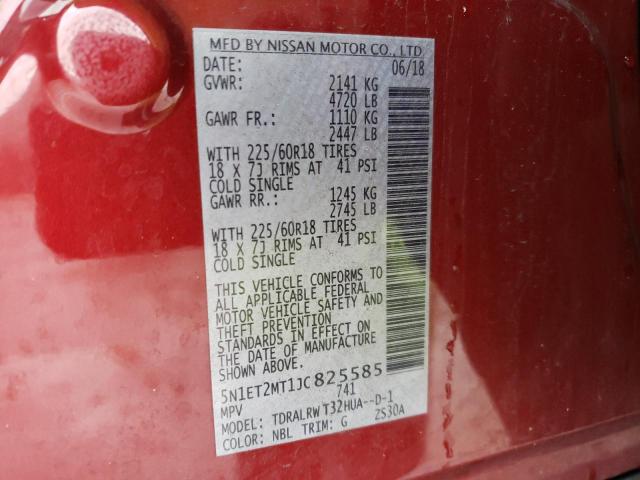 MFD BY NISSAN MOTOR CO., LTD
DATE: 06/18
GVWR: 2141 KG
4720 LB
GAWR FR.: 1110 KG
2447 LB
WITH 225/60R18 TIRES
18 X 7J RIMS AT 41 PSI
COLD SINGLE
GAWR RR.: 1245 KG
2745 LB
WITH 225/60R18 TIRES
18 X 7J RIMS AT 41 PSI
COLD SINGLE
THIS VEHICLE CONFORMS TO
ALL APPLICABLE FEDERAL
MOTOR VEHICLE SAFETY AND
THEFT PREVENTION
STANDARDS IN EFFECT ON
THE DATE OF MANUFACTURE
SHOWN ABOVE.
5N1ET2MT1JC825585
MPV 741
MODEL: TDRALRWT32HUA--D-1
COLOR: NBL TRIM: G ZS30A